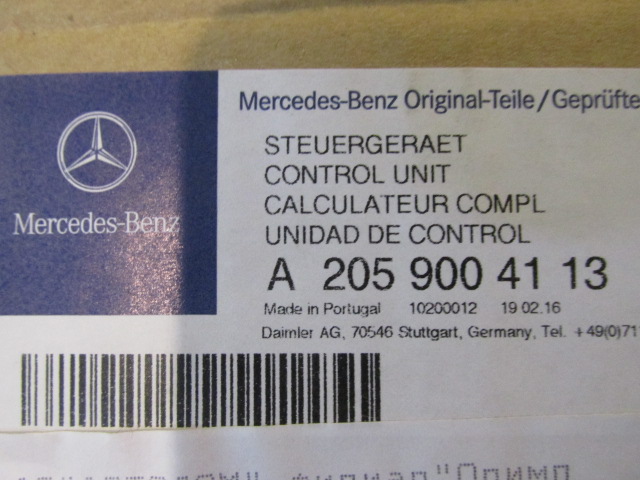 Mercedes-Benz
Mercedes-Benz Original-Teile/Geprüfte
STEUERGERAET
CONTROL UNIT
CALCULATEUR COMPL
UNIDAD DE CONTROL
A 205 900 41 13
Made in Portugal 10200012 19 02.16
Daimler AG, 70546 Stuttgart, Germany, Tel. +49(0)71